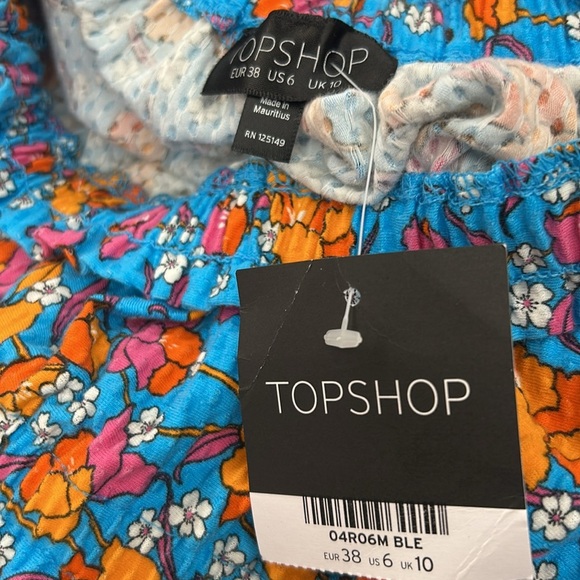 TOPSHOP
EUR 38 US 6 UK 10
Made in
Mauritius
RN 125149
TOPSHOP
04R06M BLE
EUR 38 US 6 UK 10